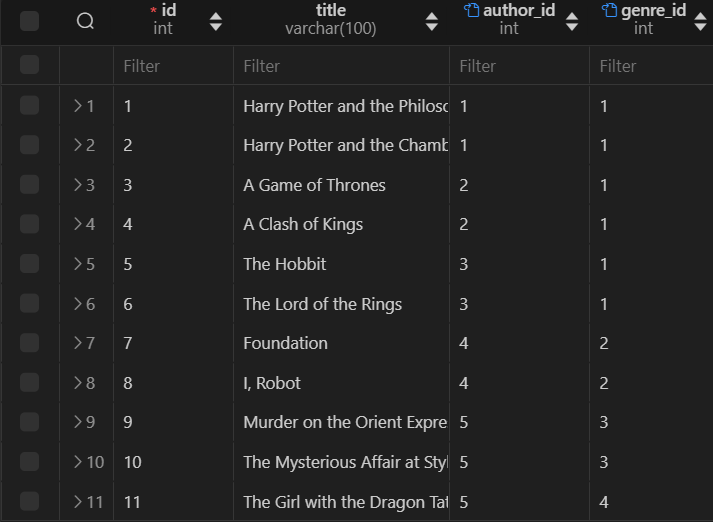 * id title author_id genre_id
int varchar(100) int int
Filter Filter Filter Filter
1 1 Harry Potter and the Philoso 1 1
2 2 Harry Potter and the Chamb 1 1
3 3 A Game of Thrones 2 1
4 4 A Clash of Kings 2 1
5 5 The Hobbit 3 1
6 6 The Lord of the Rings 3 1
7 7 Foundation 4 2
8 8 I, Robot 4 2
9 9 Murder on the Orient Expre 5 3
10 10 The Mysterious Affair at Styl 5 3
11 11 The Girl with the Dragon Tat 5 4